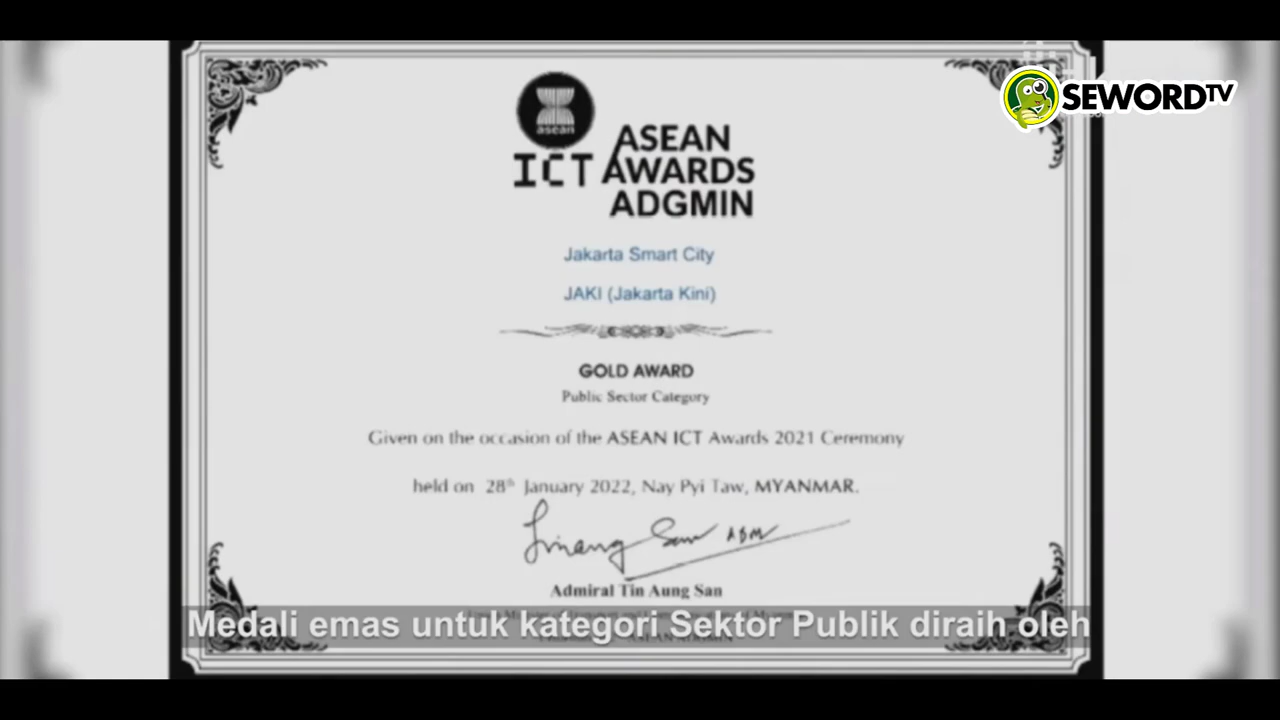 SEWORDTV
asean
ASEAN
ICT AWARDS
ADGMIN
Jakarta Smart City
JAKI (Jakarta Kini)
GOLD AWARD
Public Sector Category
Given on the occasion of the ASEAN ICT Awards 2021 Ceremony
held on 28th January 2022, Nay Pyi Taw, MYANMAR.
Admiral Tin Aung San
Medali emas untuk kategori Sektor Publik diraih oleh